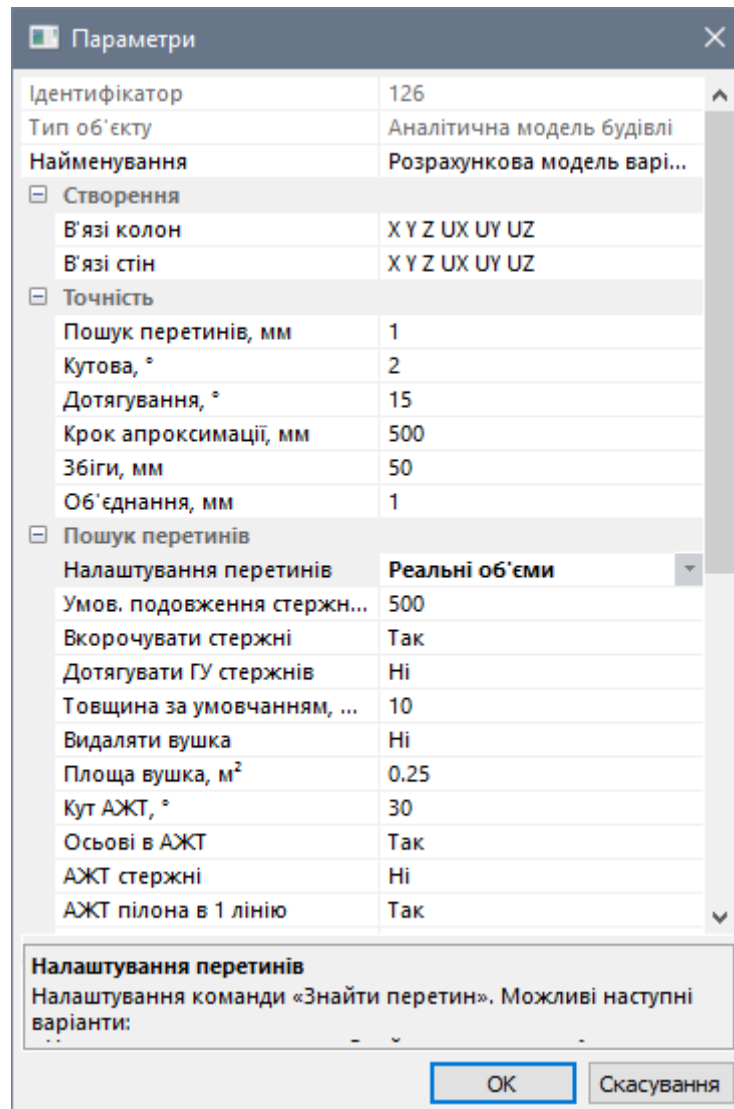 Параметри
Ідентифікатор 126
Тип об'єкту Аналітична модель будівлі
Найменування Розрахункова модель варі...
Створення
В'язі колон X Y Z UX UY UZ
В'язі стін X Y Z UX UY UZ
Точність
Пошук перетинів, мм 1
Кутова, ° 2
Дотягування, ° 15
Крок апроксимації, мм 500
Збіги, мм 50
Об'єднання, мм 1
Пошук перетинів
Налаштування перетинів Реальні об'єми
Умов. подовження стержн... 500
Вкорочувати стержні Так
Дотягувати ГУ стержнів Ні
Товщина за умовчанням, ... 10
Видаляти вушка Ні
Площа вушка, м² 0.25
Кут АЖТ, ° 30
Осьові в АЖТ Так
АЖТ стержні Ні
АЖТ пілона в 1 лінію Так
Налаштування перетинів
Налаштування команди «Знайти перетин». Можливі наступні
варіанти:
ОК Скасування